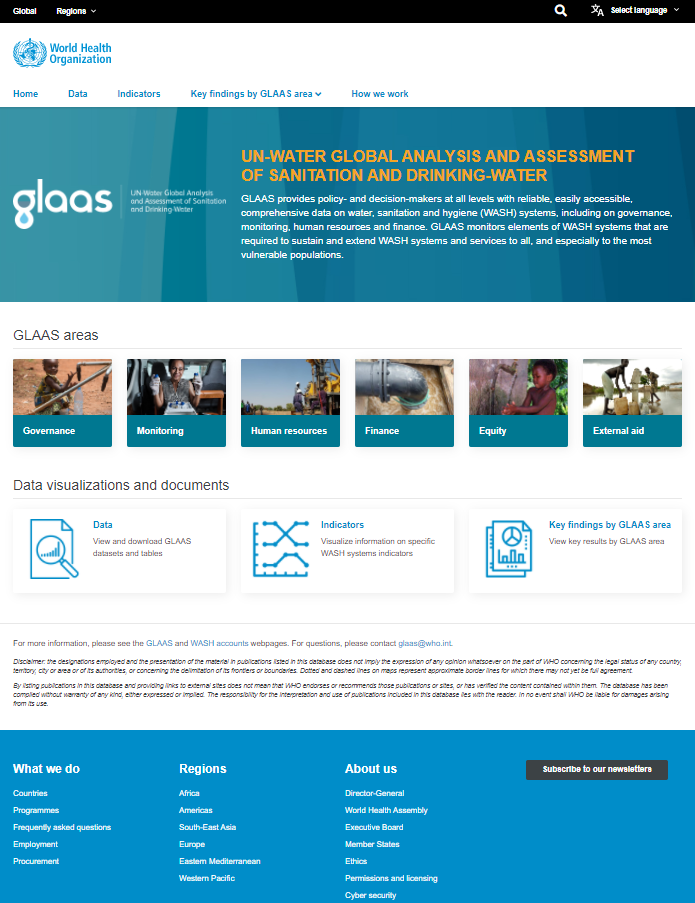 Global Regions Select language
World Health
Organization
Home Data Indicators Key findings by GLAAS area How we work
glaas
UN-Water Global Analysis
and Assessment of Sanitation
and Drinking-Water
UN-WATER GLOBAL ANALYSIS AND ASSESSMENT
OF SANITATION AND DRINKING-WATER
GLAAS provides policy- and decision-makers at all levels with reliable, easily accessible,
comprehensive data on water, sanitation and hygiene (WASH) systems, including on governance,
monitoring, human resources and finance. GLAAS monitors elements of WASH systems that are
required to sustain and extend WASH systems and services to all, and especially to the most
vulnerable populations.
GLAAS areas
Governance Monitoring Human resources Finance Equity External aid
Data visualizations and documents
Data
View and download GLAAS
datasets and tables
Indicators
Visualize information on specific
WASH systems indicators
Key findings by GLAAS area
View key results by GLAAS area
For more information, please see the GLAAS and WASH accounts webpages. For questions, please contact glaas@who.int.
Disclaimer: the designations employed and the presentation of the material in publications listed in this database does not imply the expression of any opinion whatsoever on the part of WHO concerning the legal status of any country,
territory, city or area or of its authorities, or concerning the delimitation of its frontiers or boundaries. Dotted and dashed lines on maps represent approximate border lines for which there may not yet be full agreement.
By listing publications in this database and providing links to external sites does not mean that WHO endorses or recommends those publications or sites, or has verified the content contained within them. The database has been
complied without warranty of any kind, either expressed or implied. The responsibility for the interpretation and use of publications included in this database lies with the reader. In no event shall WHO be liable for damages arising
from its use.
What we do
Countries
Programmes
Frequently asked questions
Employment
Procurement
Regions
Africa
Americas
South-East Asia
Europe
Eastern Mediterranean
Western Pacific
About us
Director-General
World Health Assembly
Executive Board
Member States
Ethics
Permissions and licensing
Cyber security
Subscribe to our newsletters